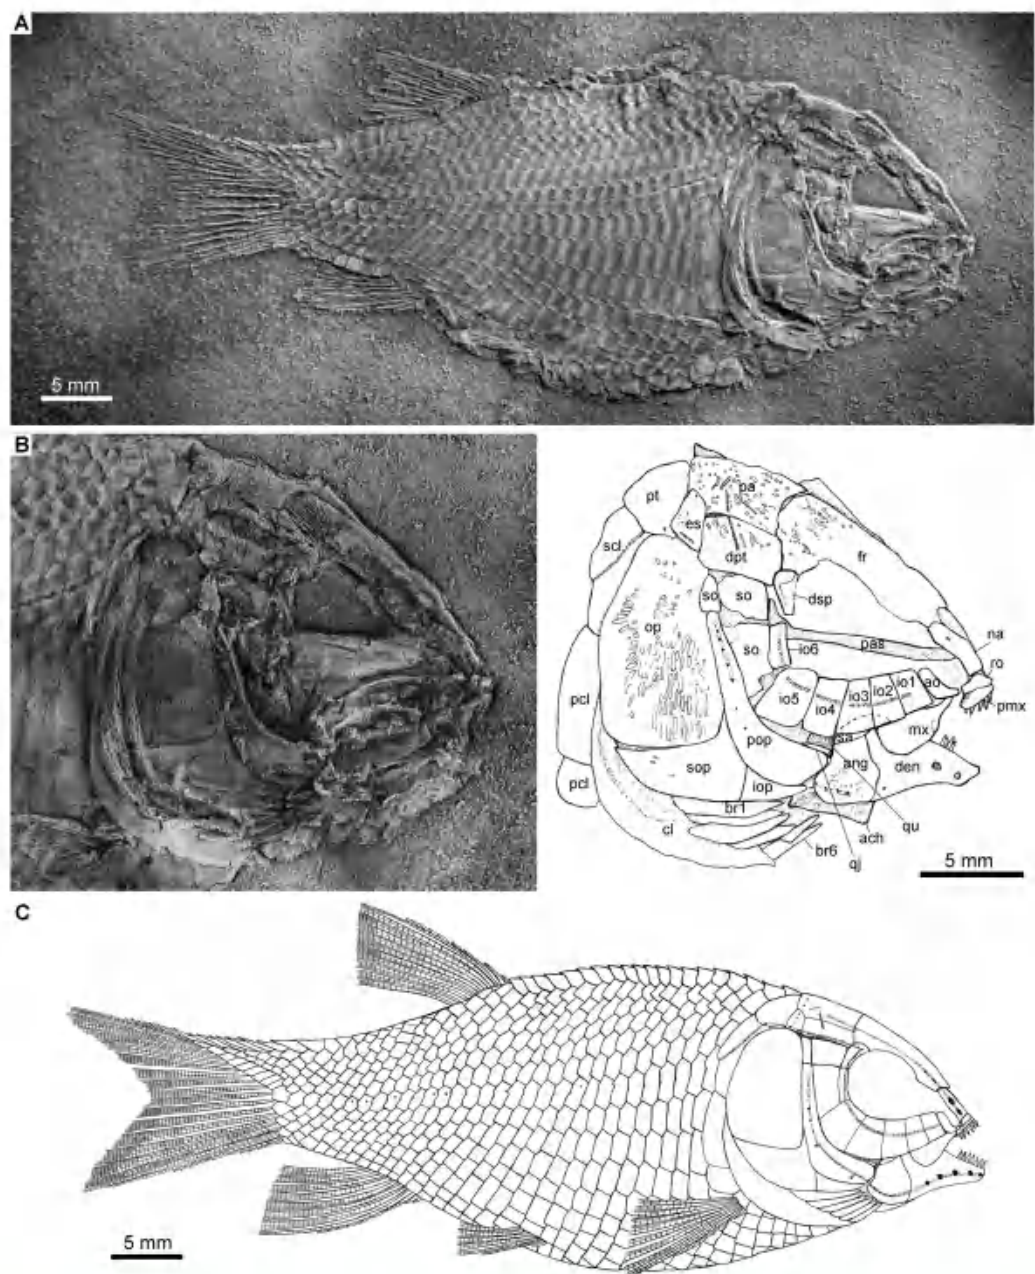 A
5 mm
B
pt
pa
es
scl
dpt
fr
so
so
dsp
op
so
io6
pas
na
ro
pcl
io5
io4
io3
io2
io1
ao
pmx
sa
mx
pop
ang
den
sop
iop
pcl
br1
cl
ach
qu
br6
qj
5 mm
C
5 mm